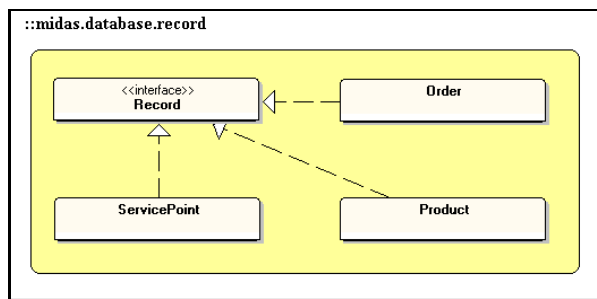 ::midas.database.record
<<interface>>
Record
Order
ServicePoint
Product